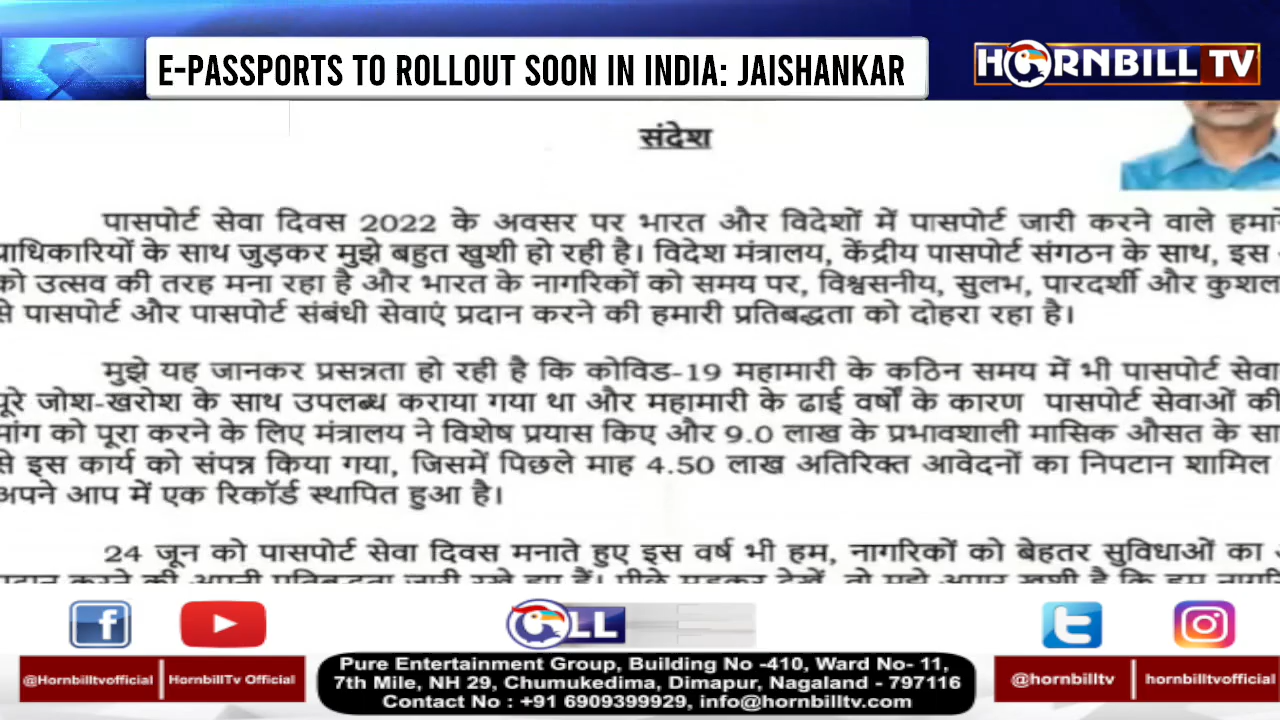 E-PASSPORTS TO ROLLOUT SOON IN INDIA: JAISHANKAR
HORNBILL TV
संदेश
पासपोर्ट सेवा दिवस 2022 के अवसर पर भारत और विदेशों में पासपोर्ट जारी करने वाले
के साथ जुड़कर मुझे बहुत खुशी हो रही है। विदेश मंत्रालय, केंद्रीय पासपोर्ट संगठन के साथ, इस
को उत्सव की तरह मना रहा है और भारत के नागरिकों को समय पर, विश्वसनीय, सुलभ, पारदर्शी और
से पासपोर्ट और पासपोर्ट संबंधी सेवाएं प्रदान करने की हमारी प्रतिबद्धता को दोहरा रहा है।
मुझे यह जानकर प्रसन्नता हो रही है कि कोविड-19 महामारी के कठिन समय में भी पासपोर्ट सेवा
पूरे जोश-खरोश के साथ उपलब्ध कराया गया था और महामारी के ढाई वर्षों के कारण पासपोर्ट सेवाओं की
मांग को पूरा करने के लिए मंत्रालय ने विशेष प्रयास किए और 9.0 लाख के प्रभावशाली मासिक औसत के
से इस कार्य को संपन्न किया गया, जिसमें पिछले माह 4.50 लाख अतिरिक्त आवेदनों का निपटान शामिल
अपने आप में एक रिकॉर्ड स्थापित हुआ है।
24 जून को पासपोर्ट सेवा दिवस मनाते हुए इस वर्ष भी हम, नागरिकों को बेहतर सुविधाओं का
LL
@Hornbilltvofficial
HornbillTv Official
Pure Entertainment Group, Building No -410, Ward No- 11,
7th Mile, NH 29, Chumukedima, Dimapur, Nagaland - 797116
Contact No : +91 6909399929, info@hornbilltv.com
@hornbilltv
hornbilltvofficial